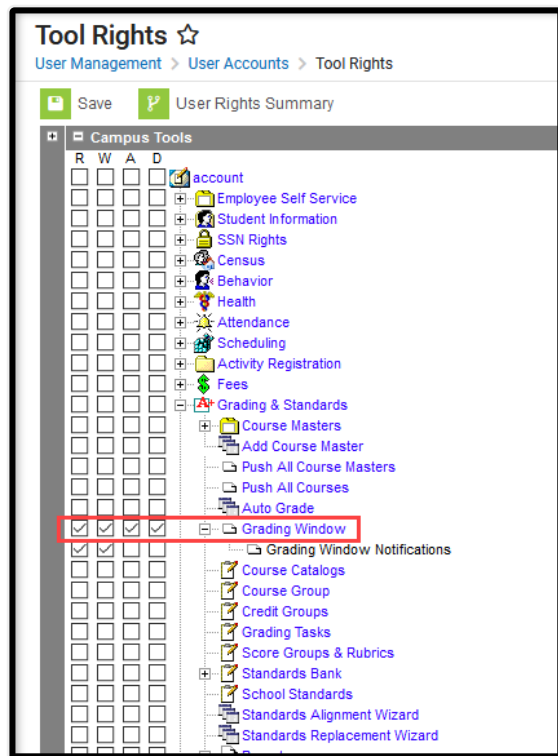 Tool Rights
User Management > User Accounts > Tool Rights
Save User Rights Summary
Campus Tools
R W A D
account
Employee Self Service
Student Information
SSN Rights
Census
Behavior
Health
Attendance
Scheduling
Activity Registration
Fees
Grading & Standards
Course Masters
Add Course Master
Push All Course Masters
Push All Courses
Auto Grade
Grading Window
Grading Window Notifications
Course Catalogs
Course Group
Credit Groups
Grading Tasks
Score Groups & Rubrics
Standards Bank
School Standards
Standards Alignment Wizard
Standards Replacement Wizard